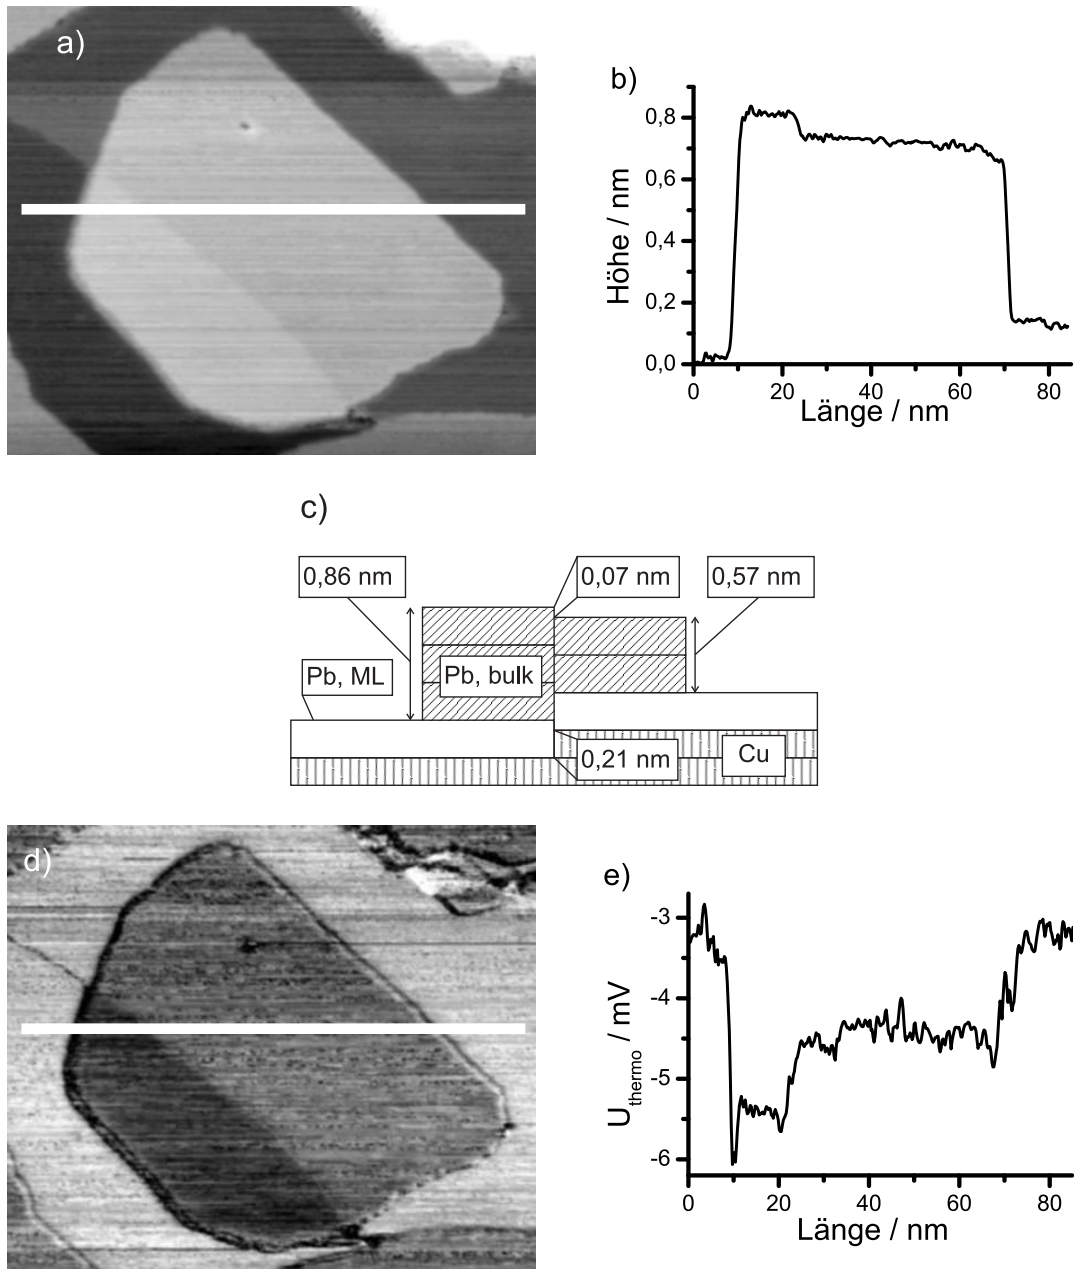 a)
b)
0,8
0,6
0,4
0,2
0,0
Höhe / nm
0 20 40 60 80
Länge / nm
c)
0,86 nm
0,07 nm
0,57 nm
Pb, ML
Pb, bulk
0,21 nm
Cu
d)
e)
-3
-4
-5
-6
U thermo / mV
0 20 40 60 80
Länge / nm